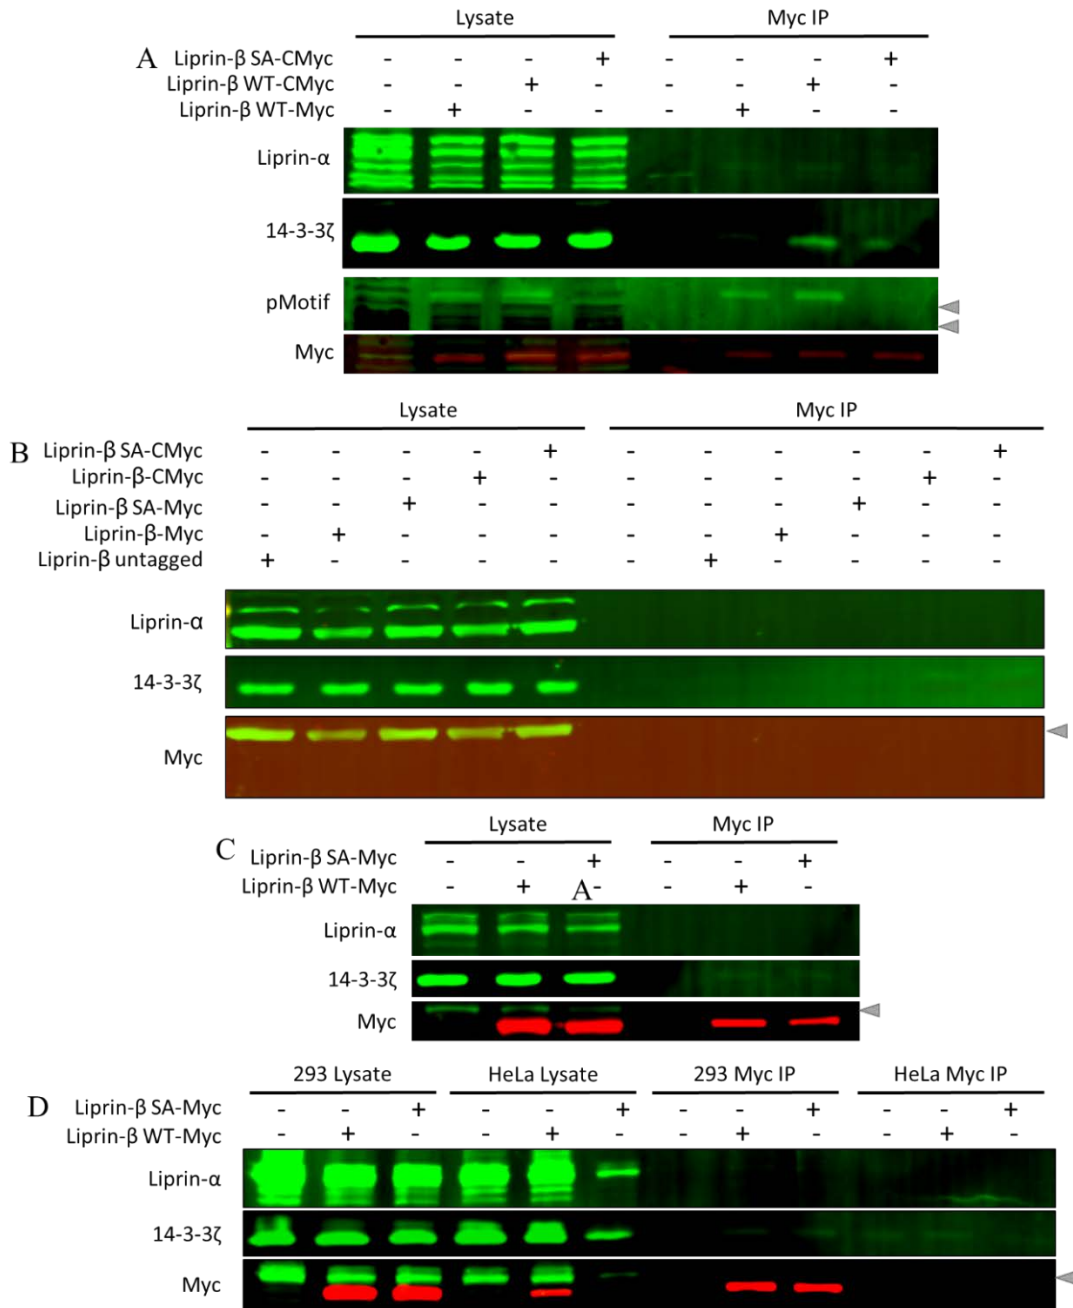 Lysate Myc IP
A Liprin-β SA-CMyc - - - + - - - +
Liprin-β WT-CMyc - - + - - - + -
Liprin-β WT-Myc - + - - - + - -
Liprin-α
14-3-3ζ
pMotif
Myc
Lysate Myc IP
B Liprin-β SA-CMyc - - - - + - - - - - +
Liprin-β-CMyc - - - + - - - - - + -
Liprin-β SA-Myc - - + - - - - - + - -
Liprin-β-Myc - + - - - - - + - - -
Liprin-β untagged + - - - - - + - - - -
Liprin-α
14-3-3ζ
Myc
Lysate Myc IP
C Liprin-β SA-Myc - - + - - +
Liprin-β WT-Myc - + - - + -
A
Liprin-α
14-3-3ζ
Myc
293 Lysate HeLa Lysate 293 Myc IP HeLa Myc IP
D Liprin-β SA-Myc - - + - - + - - + - - +
Liprin-β WT-Myc - + - - + - - + - - + -
Liprin-α
14-3-3ζ
Myc